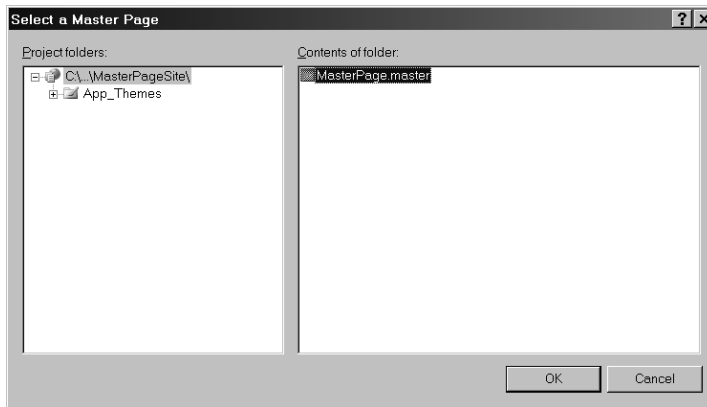 Select a Master Page
Project folders:
Contents of folder:
C:\...\MasterPageSite\
MasterPage.master
App_Themes
OK
Cancel